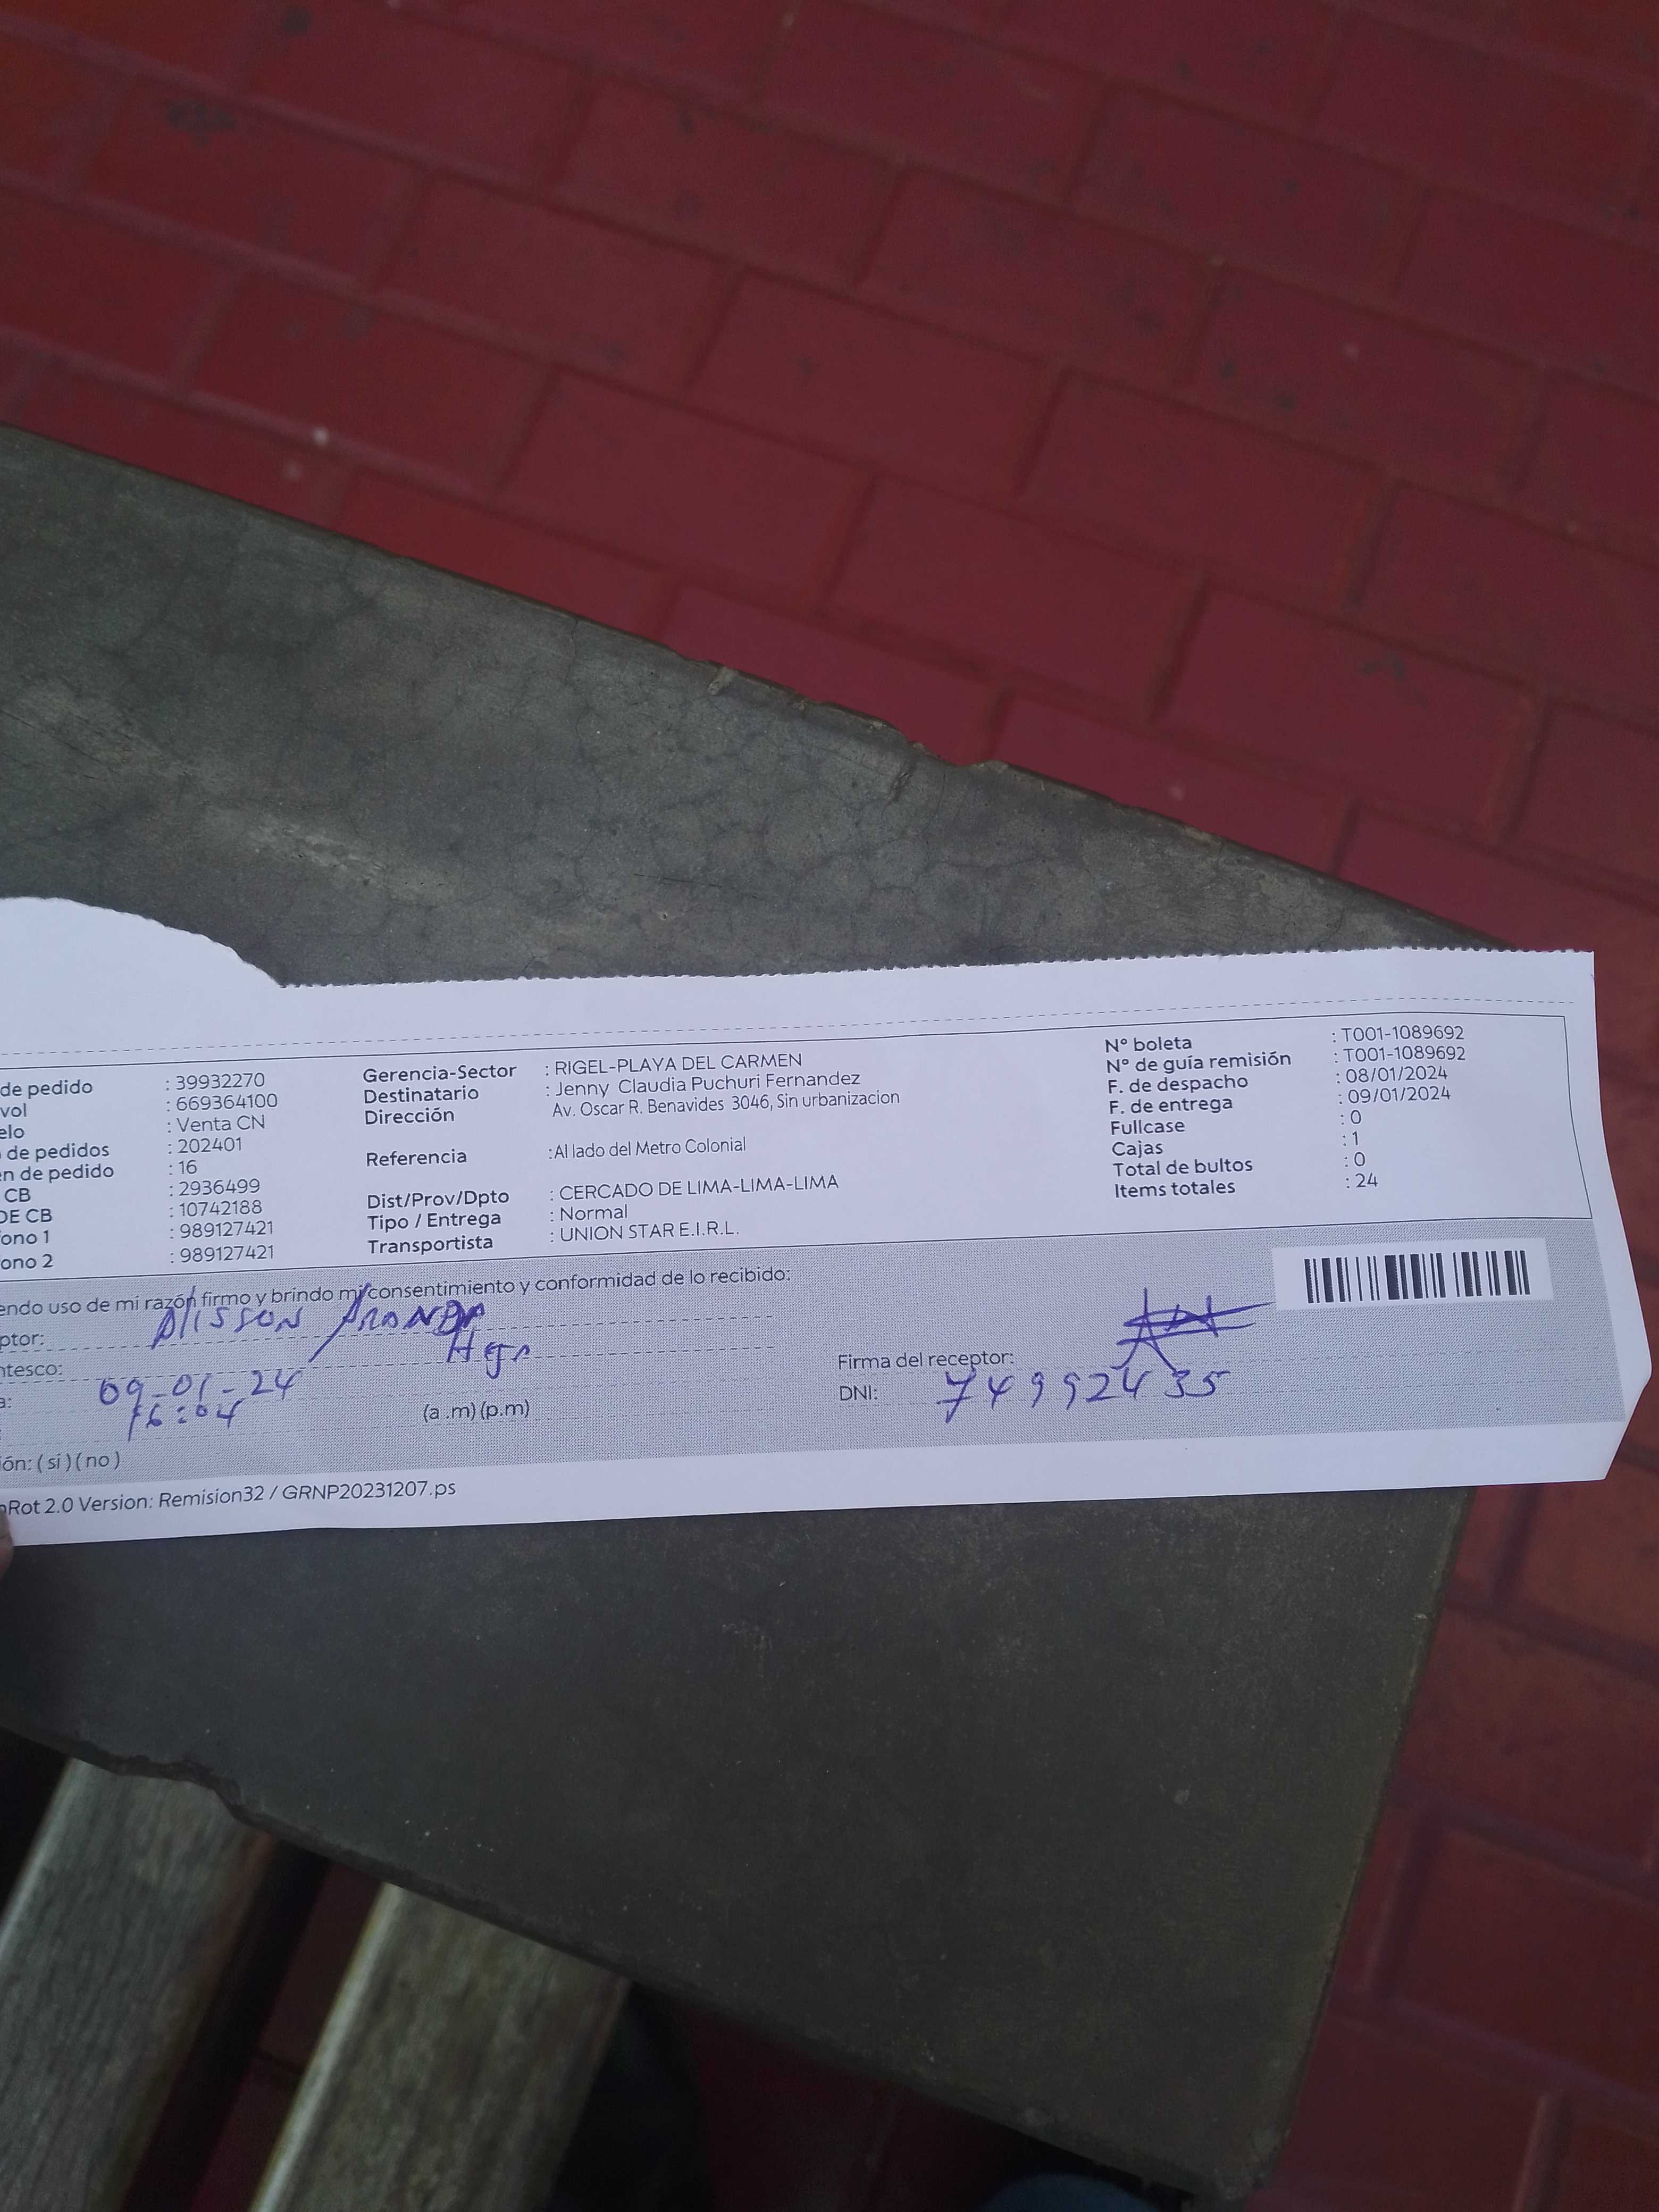 de pedido : 39932270
vol : 669364100
elo : Venta CN
de pedidos : 202401
n de pedido : 16
CB : 2936499
DE CB : 10742188
ono 1 : 989127421
ono 2 : 989127421
Gerencia-Sector : RIGEL-PLAYA DEL CARMEN
Destinatario : Jenny Claudia Puchuri Fernandez
Dirección Av. Oscar R. Benavides 3046, Sin urbanizacion
Referencia :Al lado del Metro Colonial
Dist/Prov/Dpto : CERCADO DE LIMA-LIMA-LIMA
Tipo / Entrega : Normal
Transportista : UNION STAR E.I.R.L.
N° boleta : T001-1089692
N° de guía remisión : T001-1089692
F. de despacho : 08/01/2024
F. de entrega : 09/01/2024
Fullcase : 0
Cajas : 1
Total de bultos : 0
Items totales : 24
endo uso de mi razón firmo y brindo mi consentimiento y conformidad de lo recibido:
ptor: Alisson
ntesco:
a: 09-01-24
16:04 (a .m) (p.m)
Firma del receptor:
DNI: 749992435
ión: ( sí ) ( no )
Rot 2.0 Version: Remision32 / GRNP20231207.ps